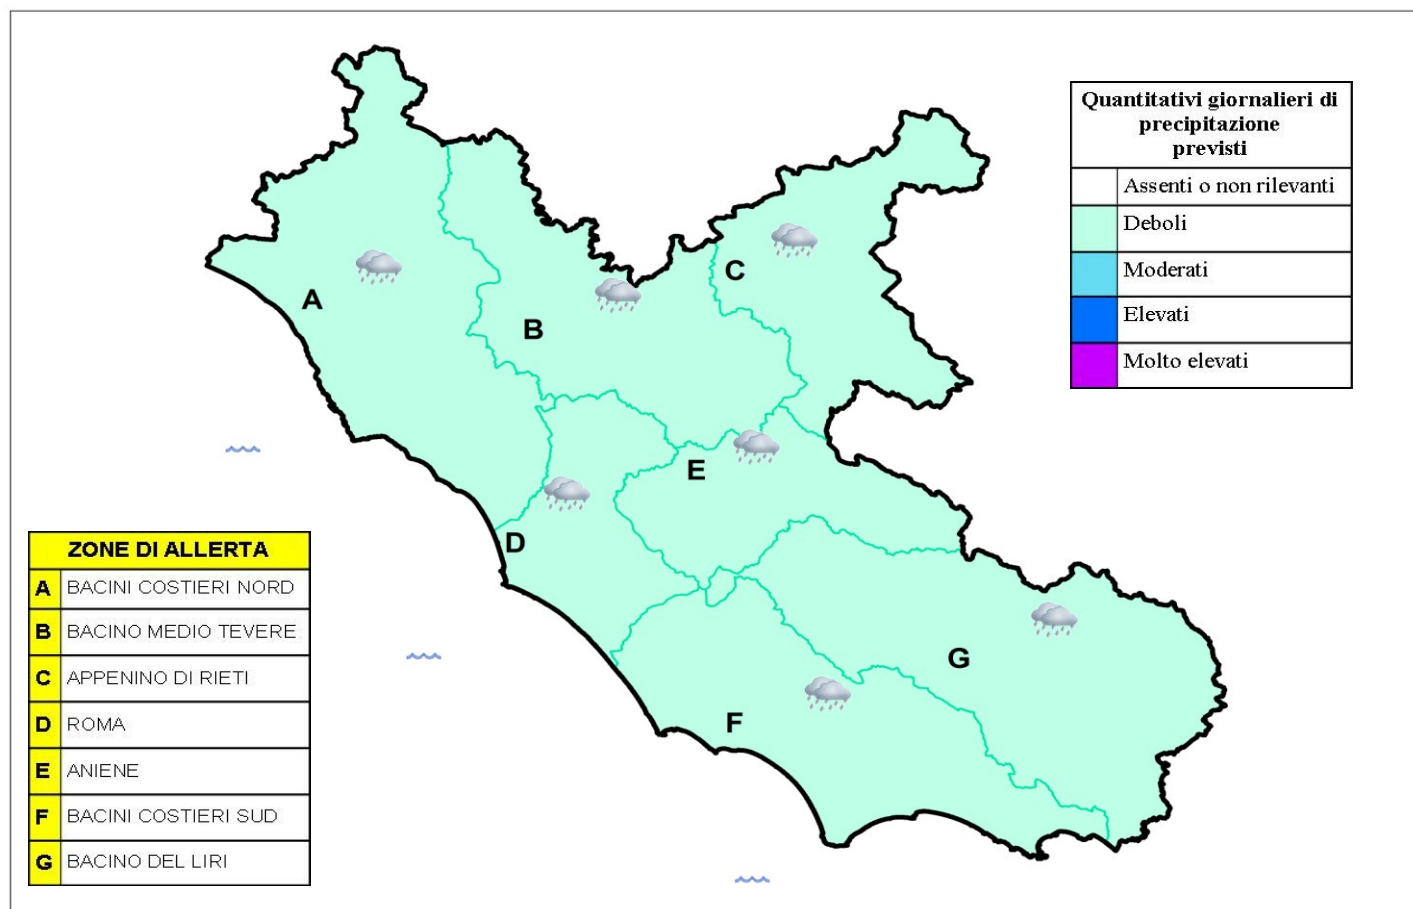 Quantitativi giornalieri di
precipitazione
previsti
Assenti o non rilevanti
Deboli
Moderati
Elevati
Molto elevati
C
A
B
E
D
G
F
ZONE DI ALLERTA
A BACINI COSTIERI NORD
B BACINO MEDIO TEVERE
C APPENINO DI RIETI
D ROMA
E ANIENE
F BACINI COSTIERI SUD
G BACINO DEL LIRI